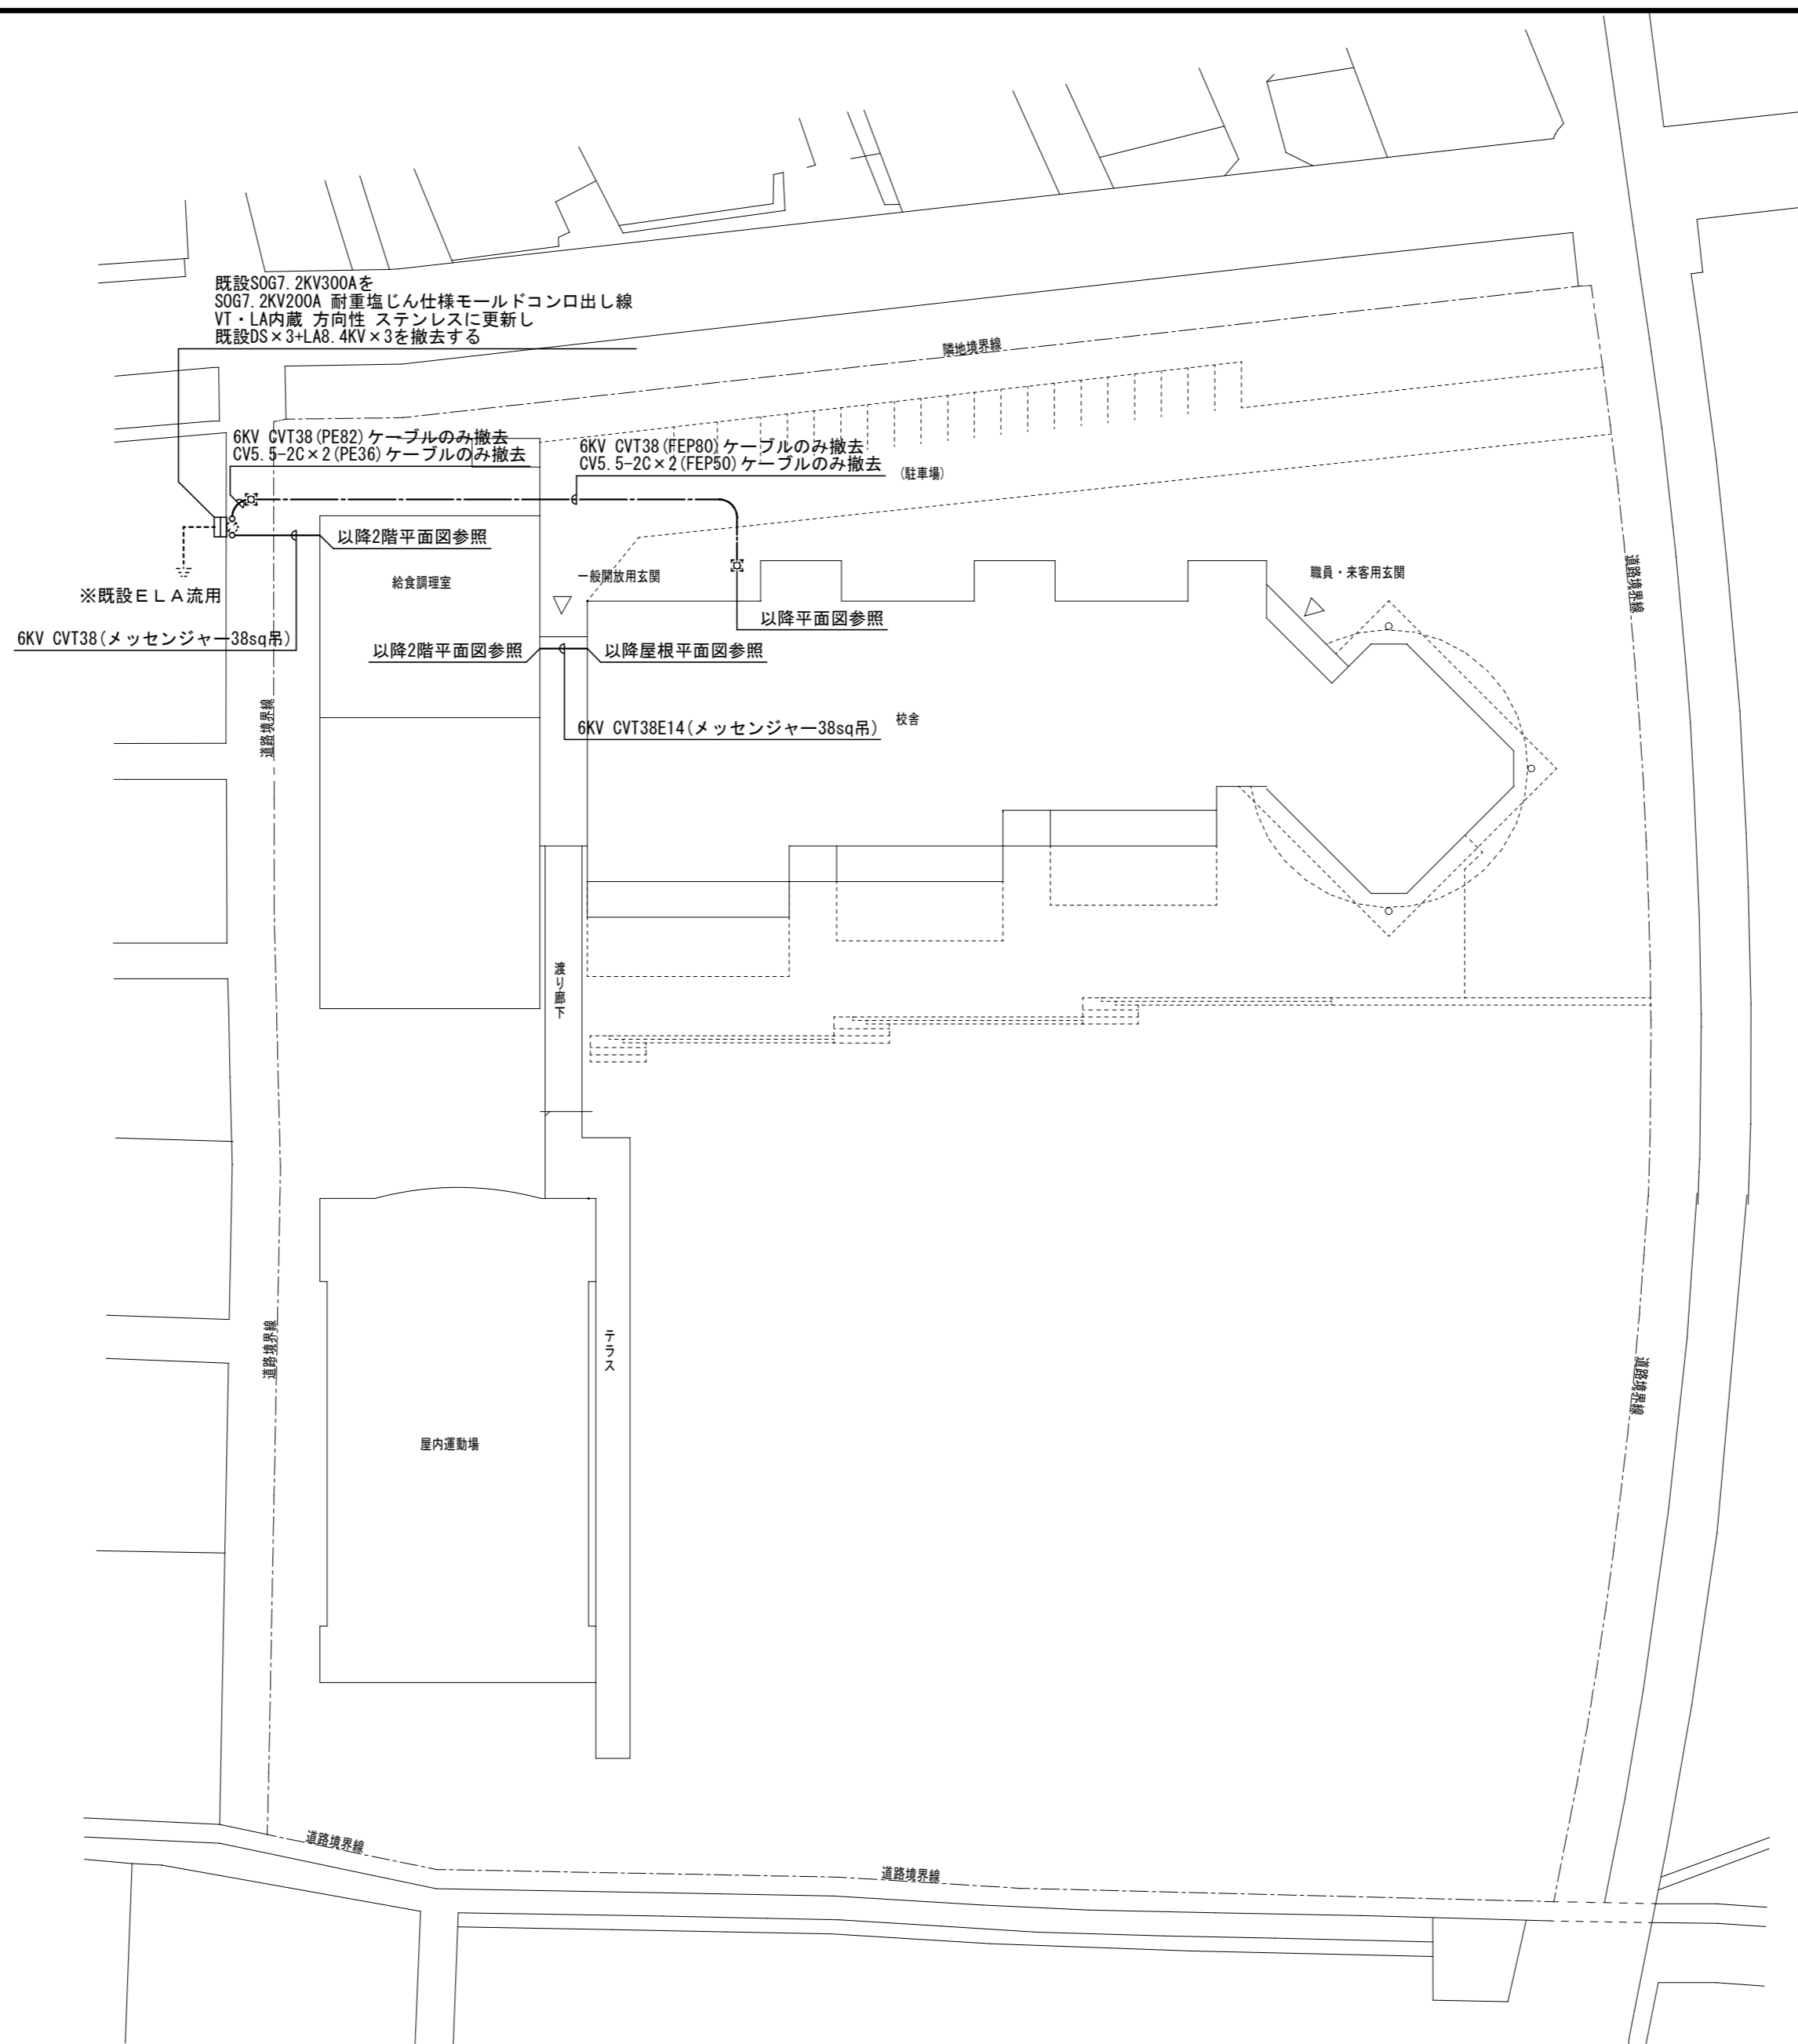 既設SOG7.2KV300Aを
SOG7.2KV200A 耐重塩じん仕様モールドコンロ出し線
VT・LA内蔵 方向性 ステンレスに更新し
既設DS×3+LA8.4KV×3を撤去する
隣地境界線
6KV CVT38(PE82)ケーブルのみ撤去
CV5.5-2C×2(PE36)ケーブルのみ撤去
6KV CVT38(FEP80)ケーブルのみ撤去
CV5.5-2C×2(FEP50)ケーブルのみ撤去
(駐車場)
以降2階平面図参照
給食調理室
一般開放用玄関
職員・来客用玄関
道路境界線
※既設ELA流用
以降平面図参照
6KV CVT38(メッセンジャー38sq吊)
以降2階平面図参照
以降屋根平面図参照
道路境界線
6KV CVT38E14(メッセンジャー38sq吊)
校舎
渡り廊下
道路境界線
テラス
道路境界線
屋内運動場
道路境界線
道路境界線